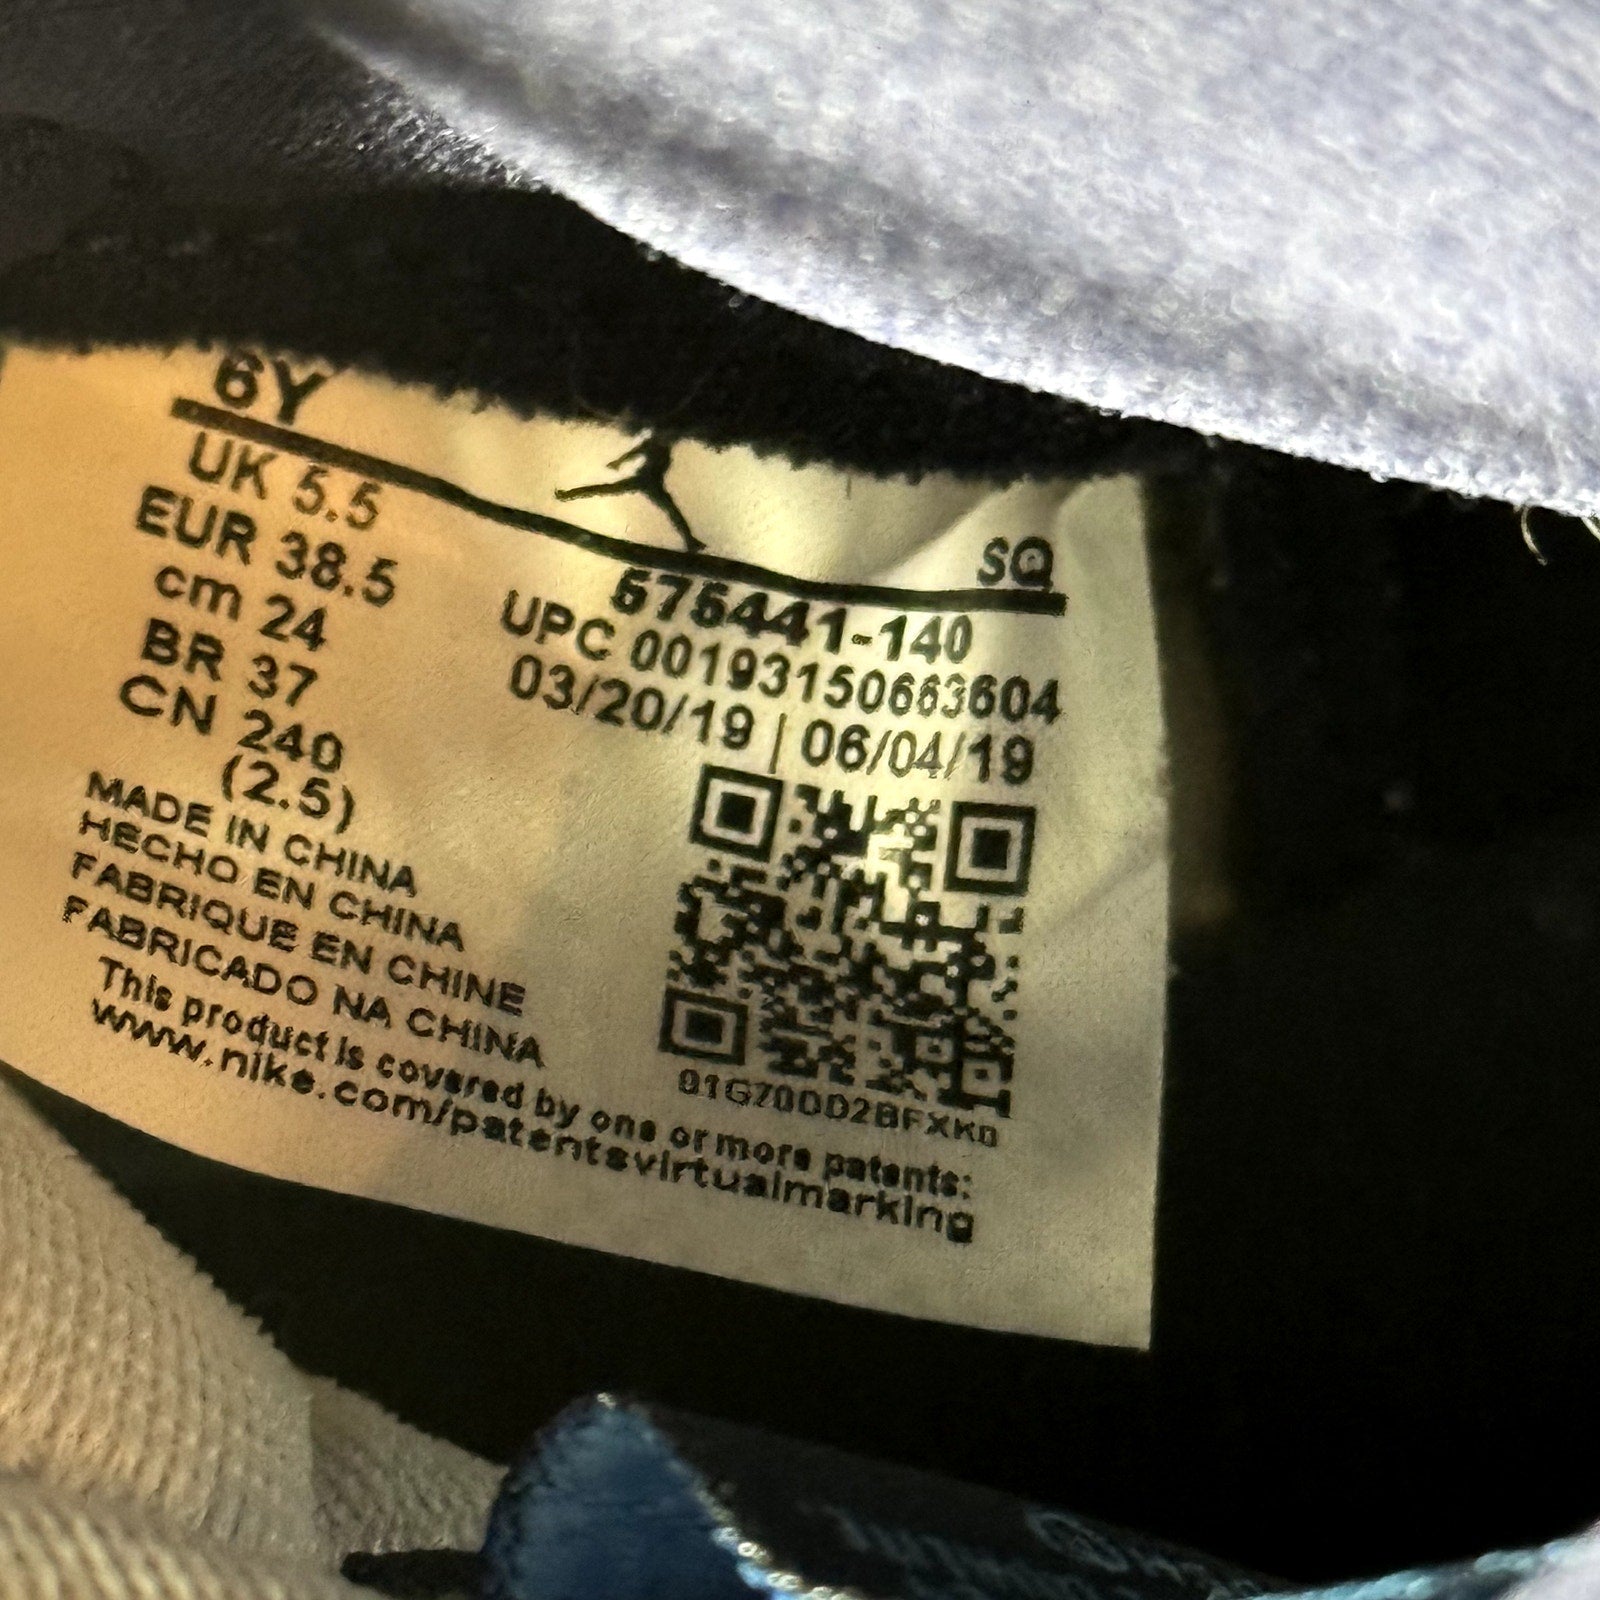 6Y
UK 5.5
EUR 38.5
cm 24
BR 37
CN 240
(2.5)
MADE IN CHINA
HECHO EN CHINA
FABRIQUE EN CHINE
FABRICADO NA CHINA
SQ
575441-140
UPC 00193150663604
03/20/19 | 06/04/19
01G70DD2BFXK0
This product is covered by one or more patents:
www.nike.com/patentsvirtualmarking